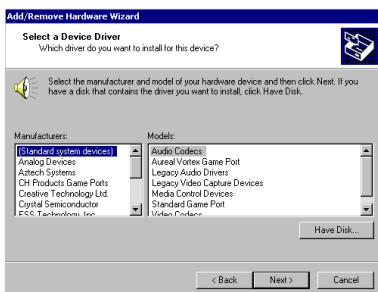 Add/Remove Hardware Wizard
Select a Device Driver
Which driver do you want to install for this device?
Select the manufacturer and model of your hardware device and then click Next. If you
have a disk that contains the driver you want to install, click Have Disk.
Manufacturers:
(Standard system devices)
Analog Devices
Aztech Systems
CH Products Game Ports
Creative Technology Ltd.
Crystal Semiconductor
ESS Technology, Inc.
Models:
Audio Codecs
Aureal Vortex Game Port
Legacy Audio Drivers
Legacy Video Capture Devices
Media Control Devices
Standard Game Port
Video Codecs
Have Disk...
< Back
Next >
Cancel